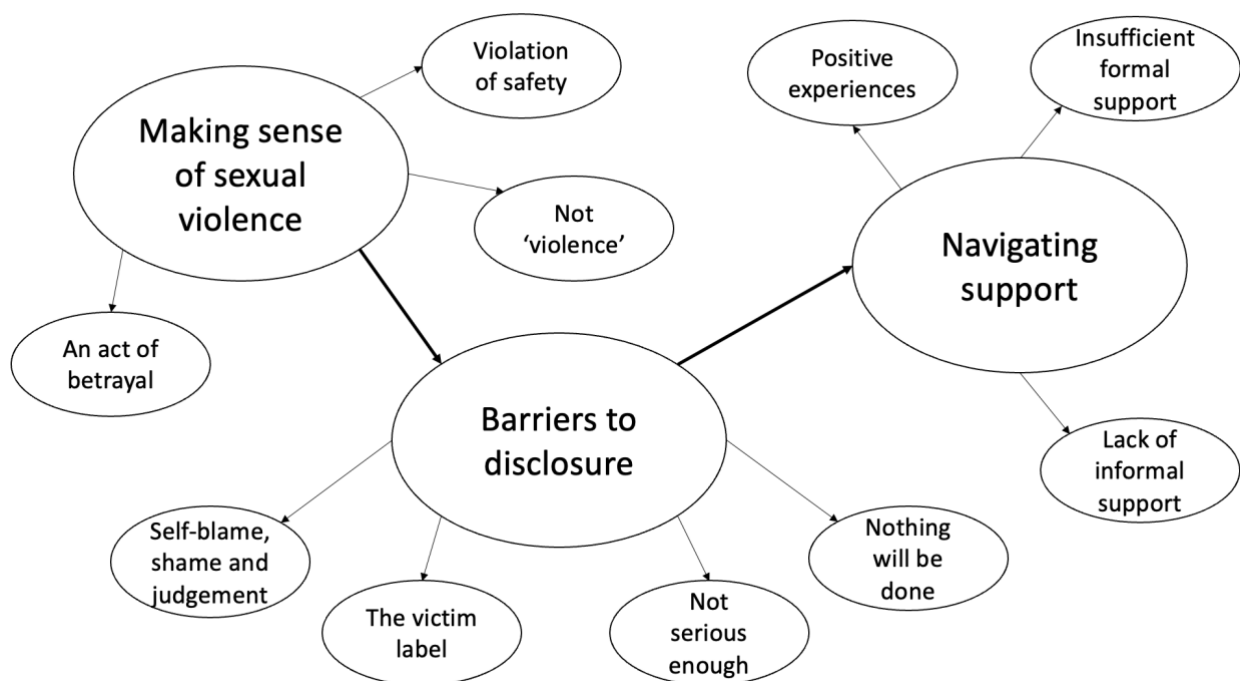 Making sense
of sexual
violence
Violation
of safety
Not
‘violence’
An act of
betrayal
Barriers to
disclosure
Self-blame,
shame and
judgement
The victim
label
Not
serious
enough
Nothing
will be
done
Navigating
support
Positive
experiences
Insufficient
formal
support
Lack of
informal
support